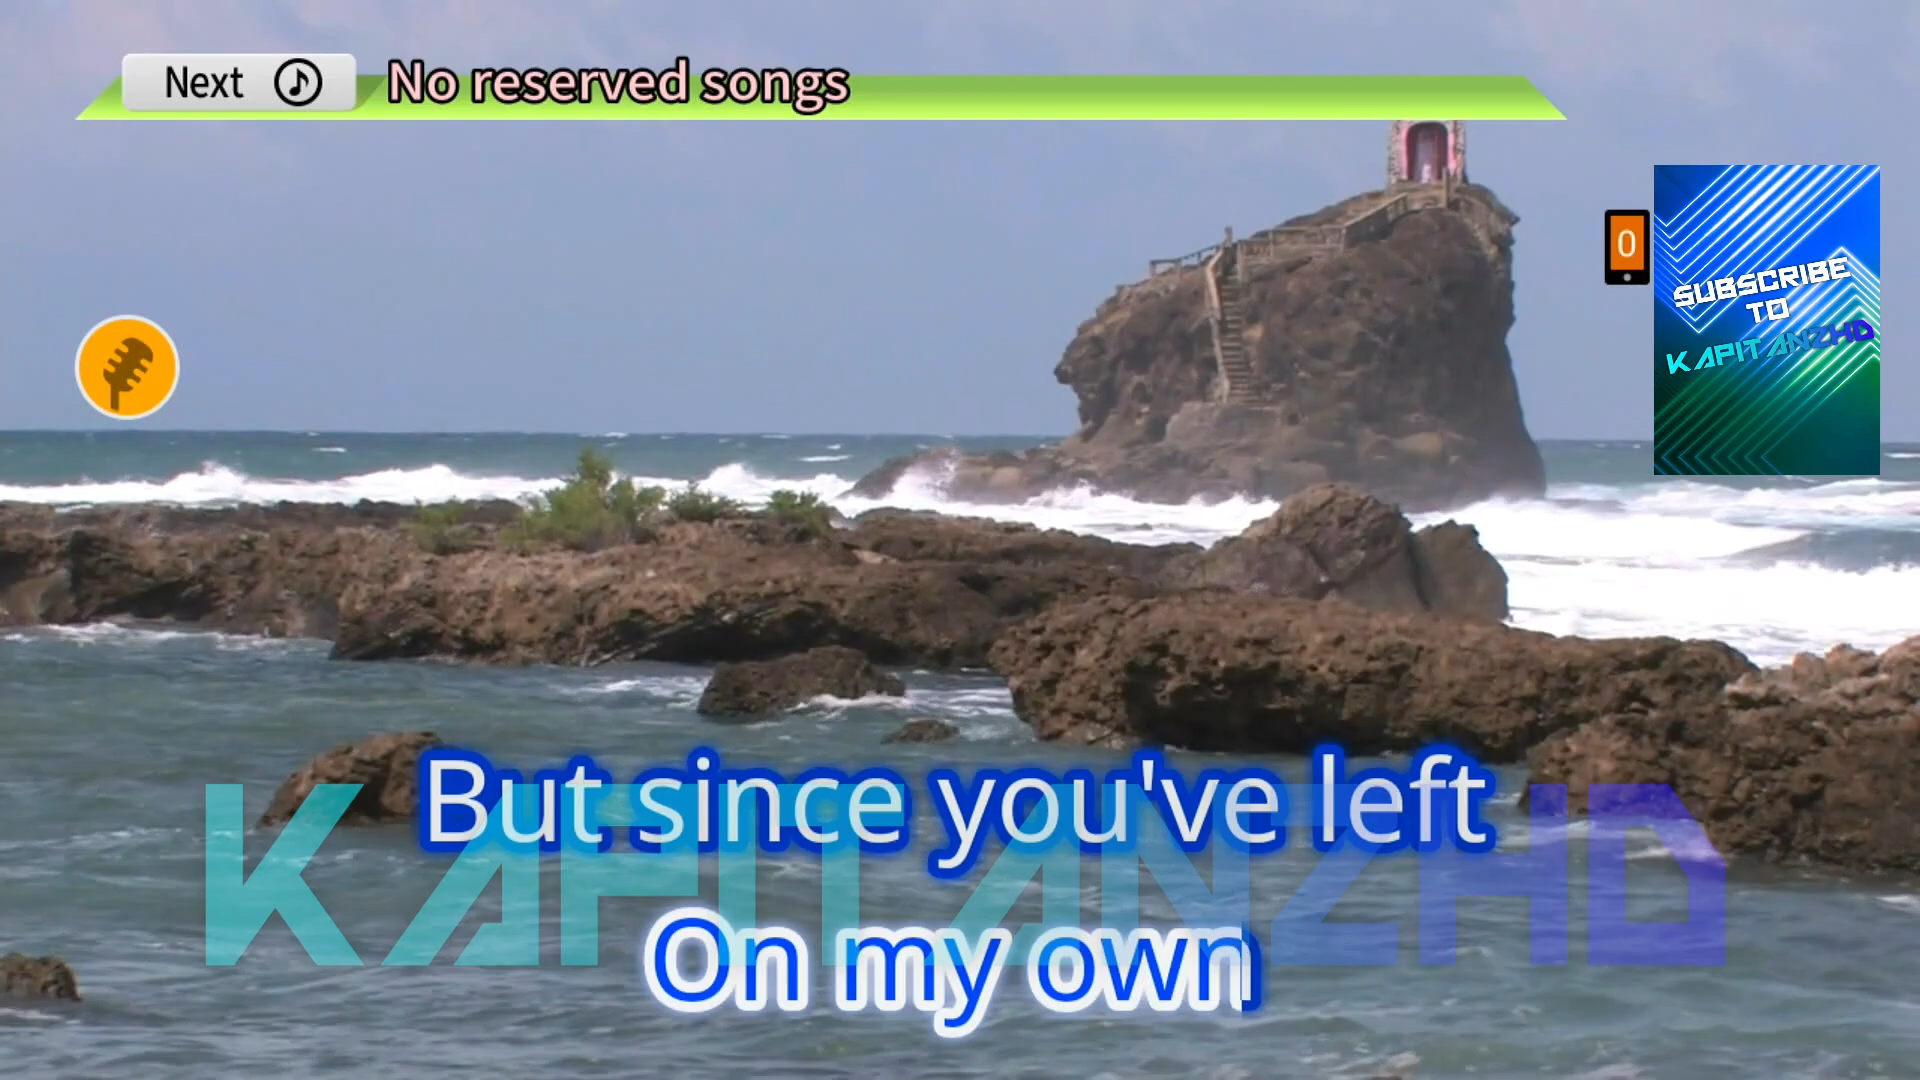 Next
No reserved songs
0
SUBSCRIBE
TO
KAPITANZHD
But since you've left
KAPITANZHD
On my own